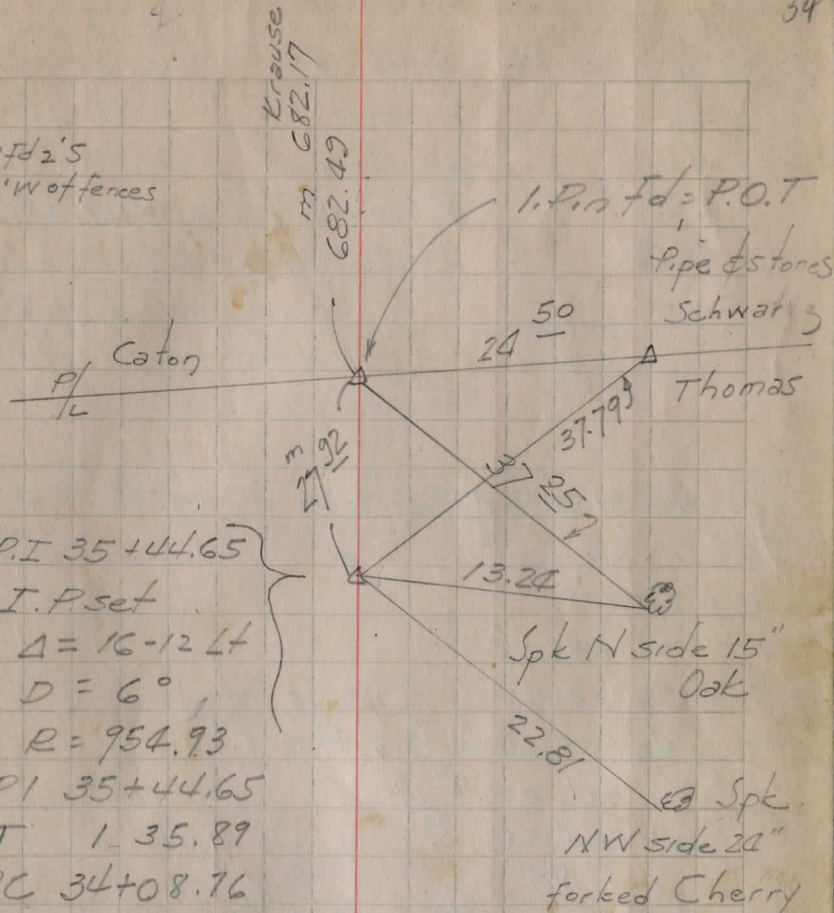 34
Krause
m 682.17
682.49
Fd 2's
'W of fences
I. Pin Fd = P.O.T
Pipe & stones
Schwartz
24 50
Caton
P/L
Thomas
37.79
m
27 92
37 25
P.I 35+44.65
13.24
I.P set
Δ = 16-12 Lt
Spk N side 15"
Oak
D = 6°
22.81
R = 954.93
PI 35+44.65
Spk
T 1 35.89
NW side 24"
PC 34+08.76
forked Cherry